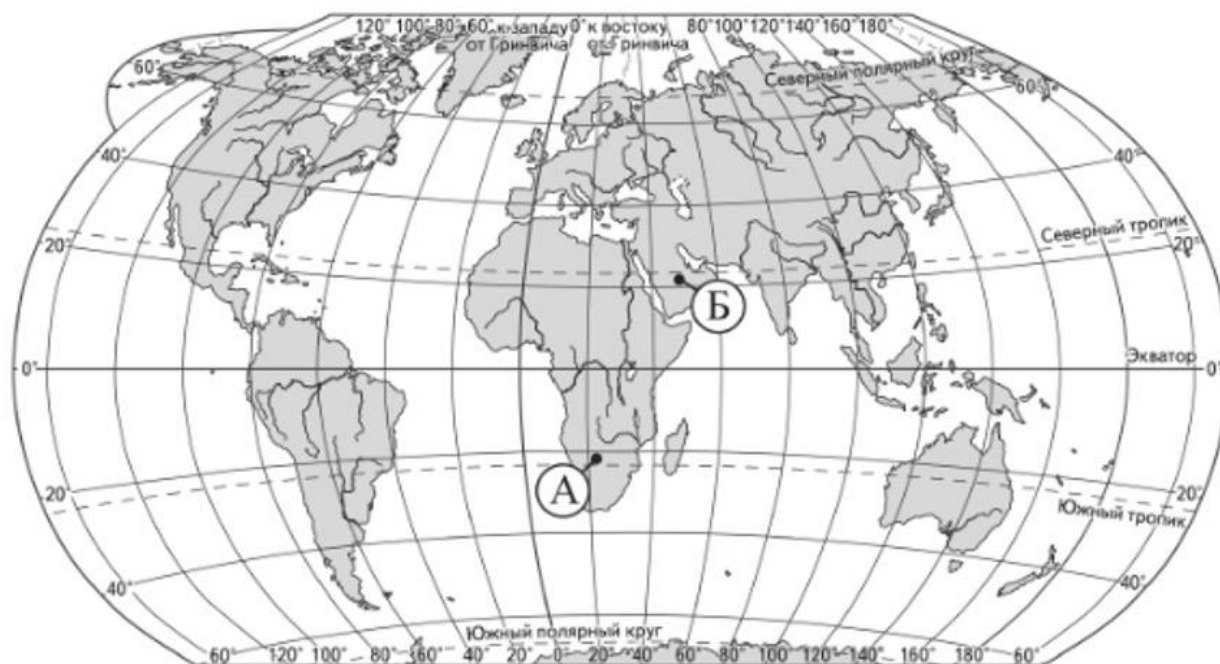 120° 100° 80° 60° к западу 0° к востоку 80° 100° 120° 140° 160° 180°
от Гринвича от Гринвича
Северный полярный круг
60° 60°
40° 40°
Северный тропик
20° 20°
Б
Экватор
0° 0°
А
20° 20°
Южный тропик
40° 40°
Южный полярный круг
60° 120° 100° 80° 60° 40° 20° 0° 20° 40° 60° 80° 100° 120° 140° 160° 60°